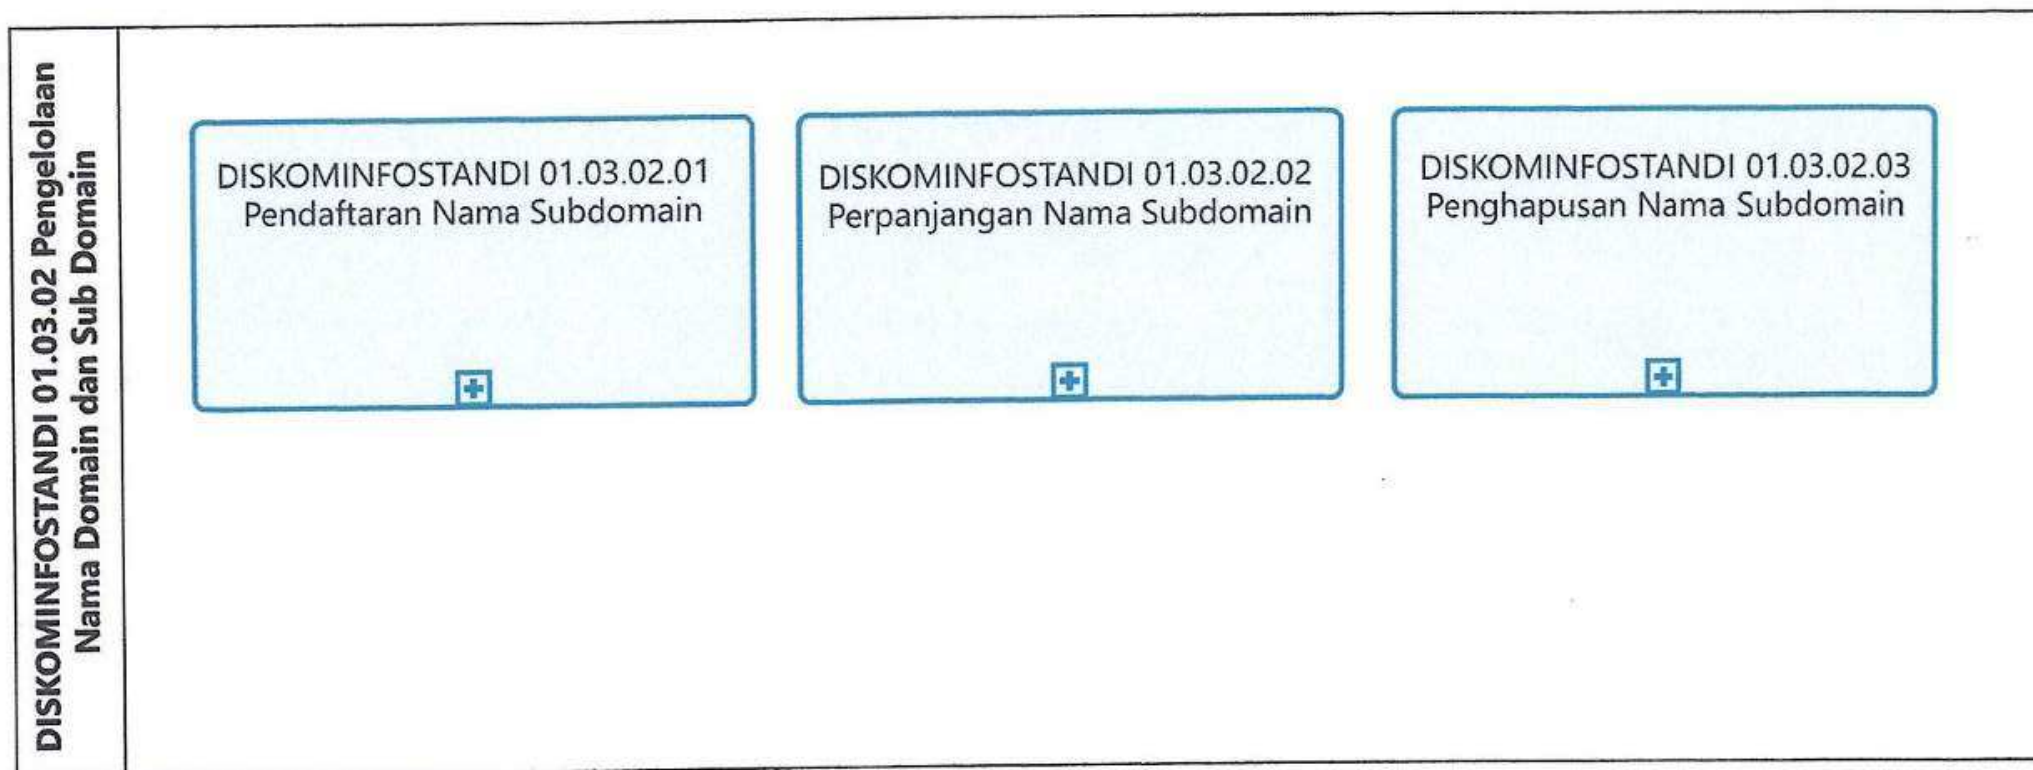 DISKOMINFOSTANDI 01.03.02 Pengelolaan
Nama Domain dan Sub Domain
DISKOMINFOSTANDI 01.03.02.01
Pendaftaran Nama Subdomain
DISKOMINFOSTANDI 01.03.02.02
Perpanjangan Nama Subdomain
DISKOMINFOSTANDI 01.03.02.03
Penghapusan Nama Subdomain